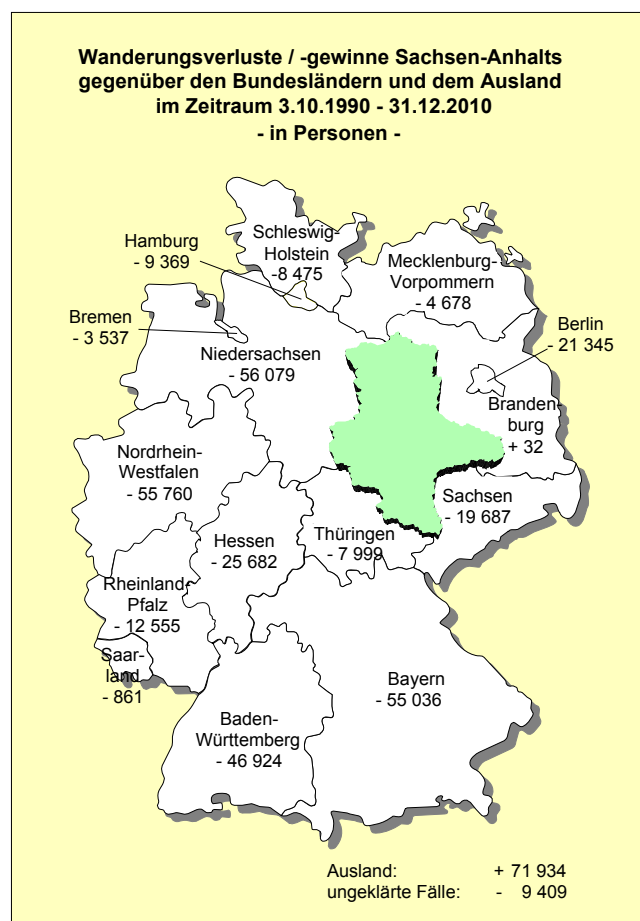 Wanderungsverluste / -gewinne Sachsen-Anhalts
gegenüber den Bundesländern und dem Ausland
im Zeitraum 3.10.1990 - 31.12.2010
- in Personen -
Schleswig-
Holstein
-8 475
Hamburg
- 9 369
Mecklenburg-
Vorpommern
- 4 678
Bremen
- 3 537
Berlin
- 21 345
Niedersachsen
- 56 079
Branden-
burg
+ 32
Nordrhein-
Westfalen
- 55 760
Sachsen
- 19 687
Hessen
- 25 682
Thüringen
- 7 999
Rheinland-
Pfalz
- 12 555
Saar-
land
- 861
Bayern
- 55 036
Baden-
Württemberg
- 46 924
Ausland: + 71 934
ungeklärte Fälle: - 9 409